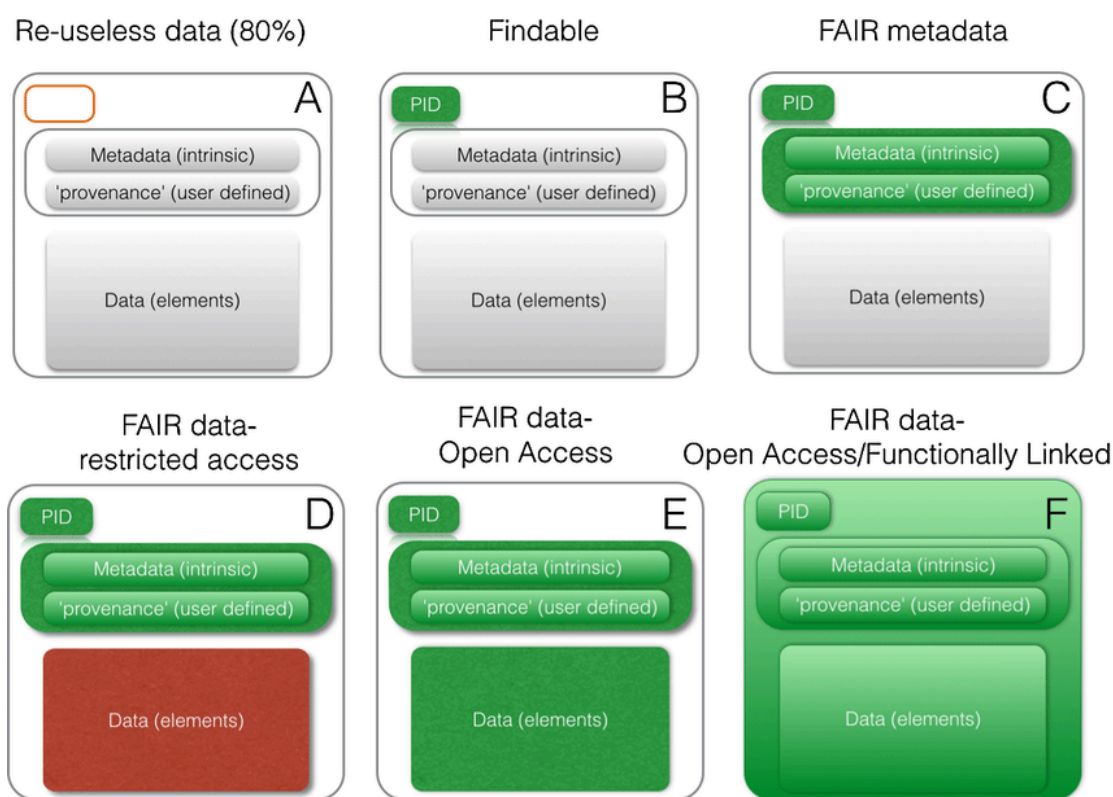 Re-useless data (80%)
A
Metadata (intrinsic)
'provenance' (user defined)
Data (elements)
Findable
PID
B
Metadata (intrinsic)
'provenance' (user defined)
Data (elements)
FAIR metadata
PID
C
Metadata (intrinsic)
'provenance' (user defined)
Data (elements)
FAIR data-
restricted access
PID
D
Metadata (intrinsic)
'provenance' (user defined)
Data (elements)
FAIR data-
Open Access
PID
E
Metadata (intrinsic)
'provenance' (user defined)
Data (elements)
FAIR data-
Open Access/Functionally Linked
PID
F
Metadata (intrinsic)
'provenance' (user defined)
Data (elements)